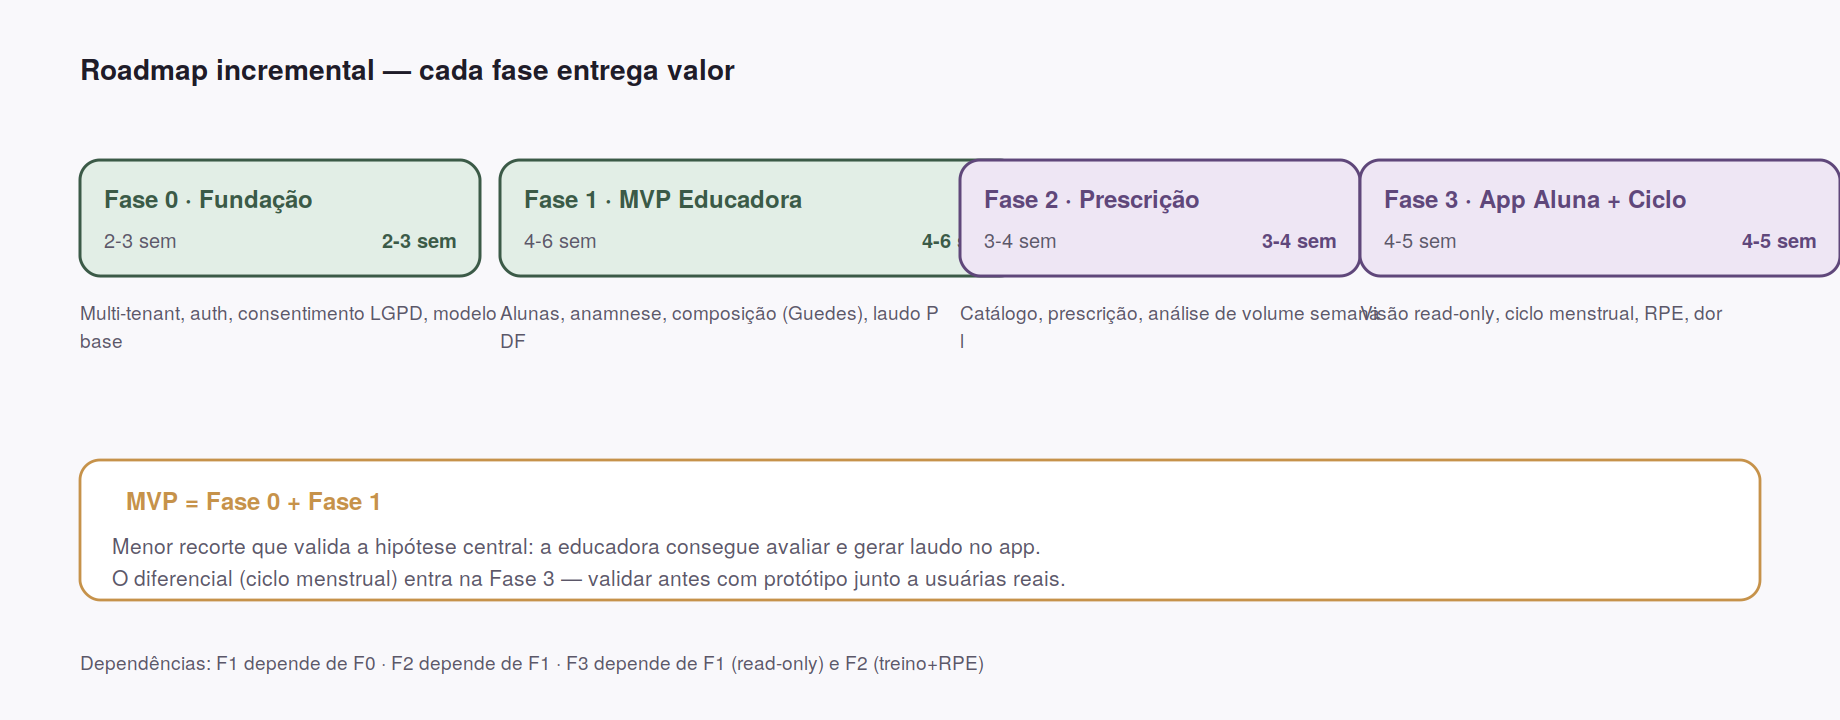 Roadmap incremental — cada fase entrega valor
Fase 0 · Fundação
2-3 sem 2-3 sem
Multi-tenant, auth, consentimento LGPD, modelo
base
Fase 1 · MVP Educadora
4-6 sem 4-6
Alunas, anamnese, composição (Guedes), laudo P
DF
Fase 2 · Prescrição
3-4 sem 3-4 sem
Catálogo, prescrição, análise de volume semana
l
Fase 3 · App Aluna + Ciclo
4-5 sem 4-5 sem
Visão read-only, ciclo menstrual, RPE, dor
MVP = Fase 0 + Fase 1
Menor recorte que valida a hipótese central: a educadora consegue avaliar e gerar laudo no app.
O diferencial (ciclo menstrual) entra na Fase 3 — validar antes com protótipo junto a usuárias reais.
Dependências: F1 depende de F0 · F2 depende de F1 · F3 depende de F1 (read-only) e F2 (treino+RPE)